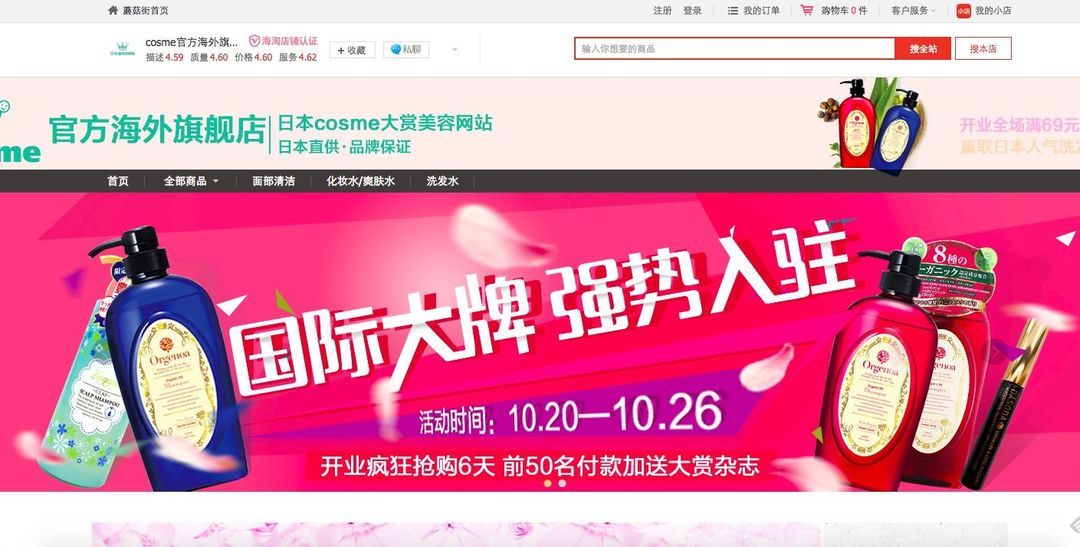 蘑菇街首页
注册 登录 我的订单 购物车 0 件 客户服务 小店 我的小店
cosme官方海外旗... 海淘店铺认证
描述 4.59 质量 4.60 价格 4.60 服务 4.62
+ 收藏 私聊
输入你想要的商品 搜全站 搜本店
me
官方海外旗舰店
日本cosme大赏美容网站
日本直供·品牌保证
开业全场满69元
赢取日本人气洗发
首页 全部商品 面部清洁 化妆水/爽肤水 洗发水
国际大牌 强势入驻
活动时间：10.20—10.26
开业疯狂抢购6天 前50名付款加送大赏杂志
SCALP SHAMPOO
Orgenoa
Orgenoa
8種の